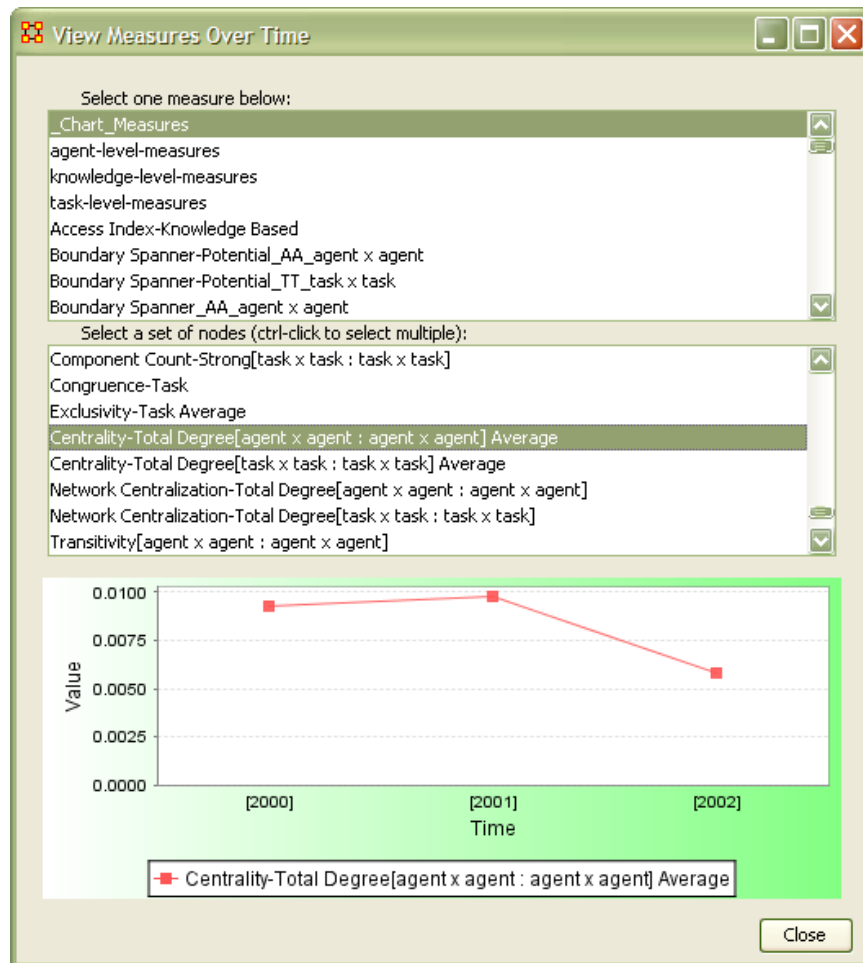 View Measures Over Time
Select one measure below:
_Chart_Measures
agent-level-measures
knowledge-level-measures
task-level-measures
Access Index-Knowledge Based
Boundary Spanner-Potential_AA_agent x agent
Boundary Spanner-Potential_TT_task x task
Boundary Spanner_AA_agent x agent
Select a set of nodes (ctrl-click to select multiple):
Component Count-Strong[task x task : task x task]
Congruence-Task
Exclusivity-Task Average
Centrality-Total Degree[agent x agent : agent x agent] Average
Centrality-Total Degree[task x task : task x task] Average
Network Centralization-Total Degree[agent x agent : agent x agent]
Network Centralization-Total Degree[task x task : task x task]
Transitivity[agent x agent : agent x agent]
0.0100
0.0075
0.0050
0.0025
0.0000
Value
[2000] [2001] [2002]
Time
Centrality-Total Degree[agent x agent : agent x agent] Average
Close